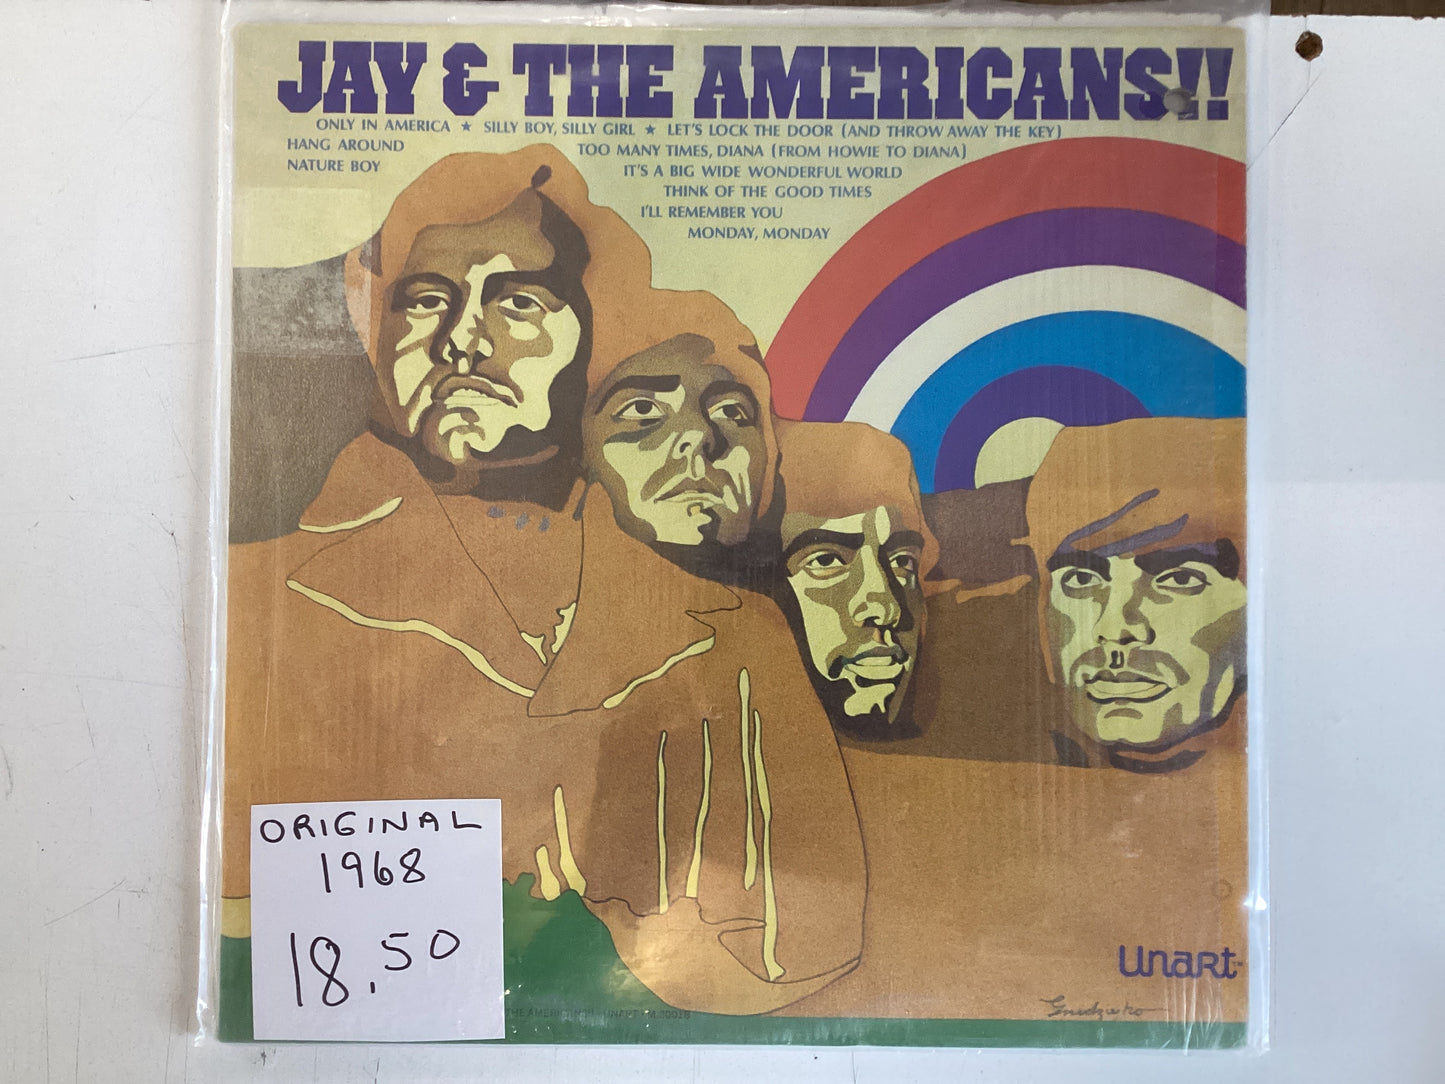 JAY & THE AMERICANS!!
ONLY IN AMERICA ★ SILLY BOY, SILLY GIRL ★ LET'S LOCK THE DOOR (AND THROW AWAY THE KEY)
HANG AROUND
TOO MANY TIMES, DIANA (FROM HOWIE TO DIANA)
NATURE BOY
IT'S A BIG WIDE WONDERFUL WORLD
THINK OF THE GOOD TIMES
I'LL REMEMBER YOU
MONDAY, MONDAY
ORIGINAL
1968
18.50
UNART
THE AMERICANS!!